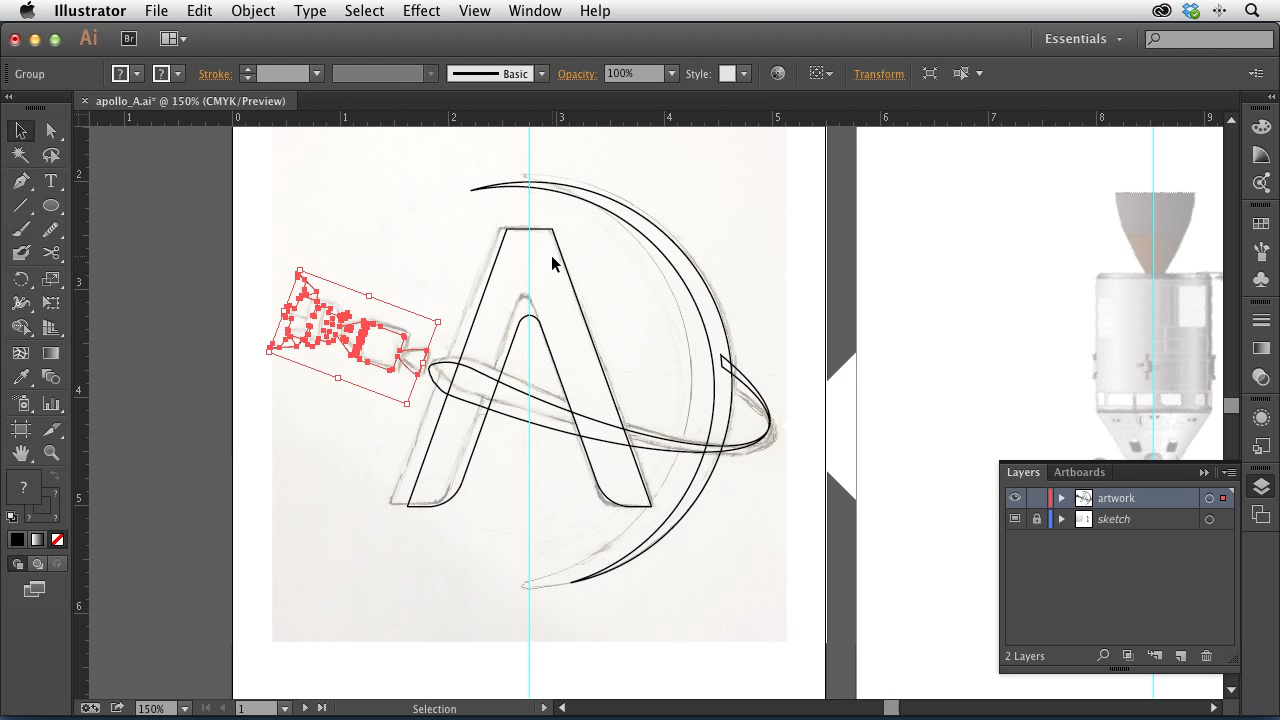 Illustrator File Edit Object Type Select Effect View Window Help
Ai Br Essentials
Group ? ? Stroke: Basic Opacity: 100% Style: Transform
× apollo_A.ai* @ 150% (CMYK/Preview)
1 0 1 2 3 4 5 6 7 8 9
2
3
4
5
6
T
?
Layers Artboards
artwork
sketch
2 Layers
150% 1 Selection